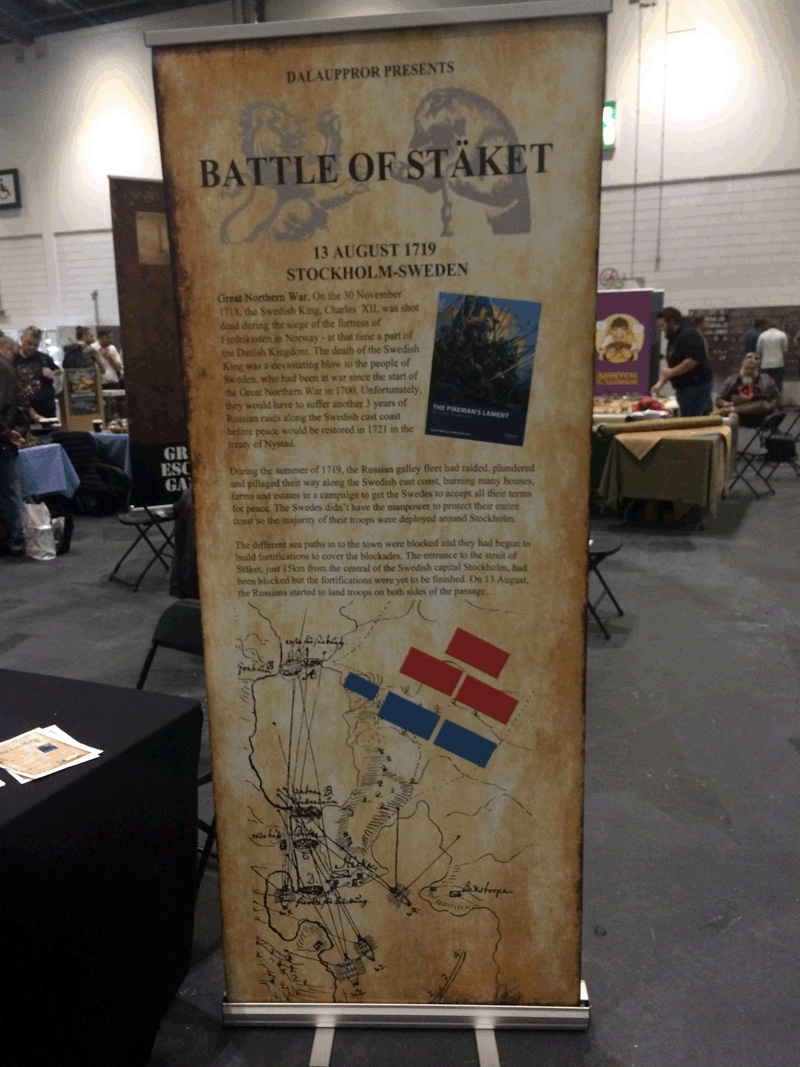 DALAUPPROR PRESENTS
BATTLE OF STÄKET
13 AUGUST 1719
STOCKHOLM-SWEDEN
Great Northern War. On the 30 November
1718, the Swedish King, Charles XII, was shot
dead during the siege of the fortress of
Fredrikssten in Norway - at that time a part of
the Danish Kingdom. The death of the Swedish
King was a devastating blow to the people of
Sweden, who had been at war since the start of
the Great Northern War in 1700. Unfortunately,
they would have to suffer another 3 years of
Russian raids along the Swedish east coast
before peace would be restored in 1721 in the
treaty of Nystad.
THE PIKEMAN'S LAMENT
During the summer of 1719, the Russian galley fleet had raided, plundered
and pillaged their way along the Swedish east coast, burning many houses,
farms and estates in a campaign to get the Swedes to accept all their terms
for peace. The Swedes didn't have the manpower to protect their entire
coast so the majority of their troops were deployed around Stockholm.
The different sea paths in to the town were blocked and they had begun to
build fortifications to cover the blockades. The entrance to the strait of
Stäket, just 15km from the central of the Swedish capital Stockholm, had
been blocked but the fortifications were yet to be finished. On 13 August,
the Russians started to land troops on both sides of the passage...
GR
ESC
GA